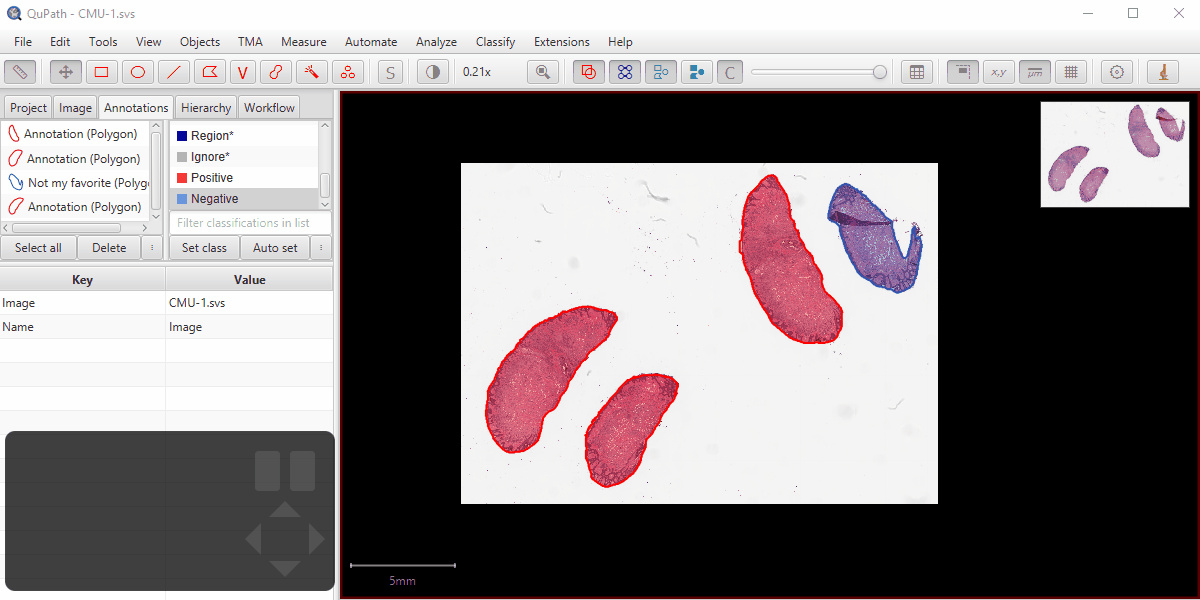 QuPath - CMU-1.svs
File Edit Tools View Objects TMA Measure Automate Analyze Classify Extensions Help
V S 0.21x C x,y μm
Project Image Annotations Hierarchy Workflow
Annotation (Polygon)
Annotation (Polygon)
Not my favorite (Polyg
Annotation (Polygon)
Region*
Ignore*
Positive
Negative
Filter classifications in list
Select all Delete ⋮ Set class Auto set ⋮
Key Value
Image CMU-1.svs
Name Image
5mm